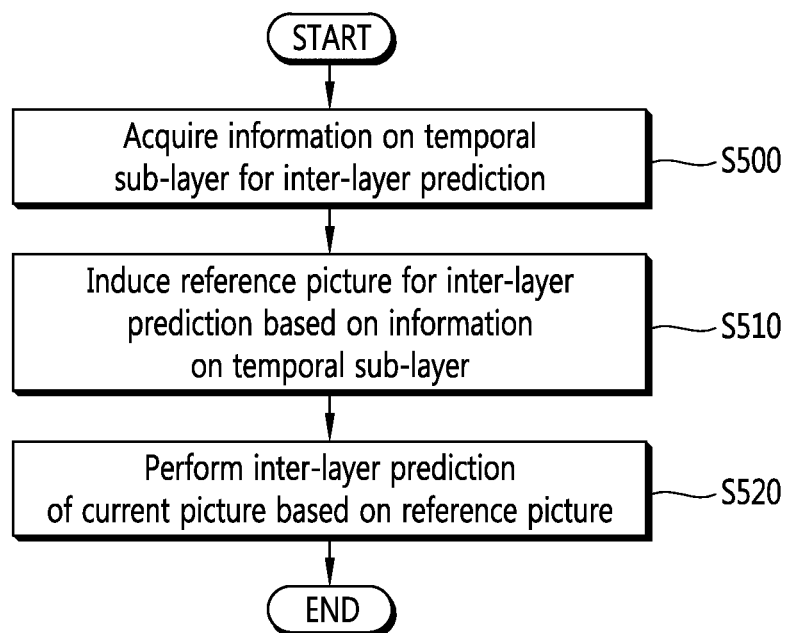 START
Acquire information on temporal
sub-layer for inter-layer prediction
S500
Induce reference picture for inter-layer
prediction based on information
on temporal sub-layer
S510
Perform inter-layer prediction
of current picture based on reference picture
S520
END